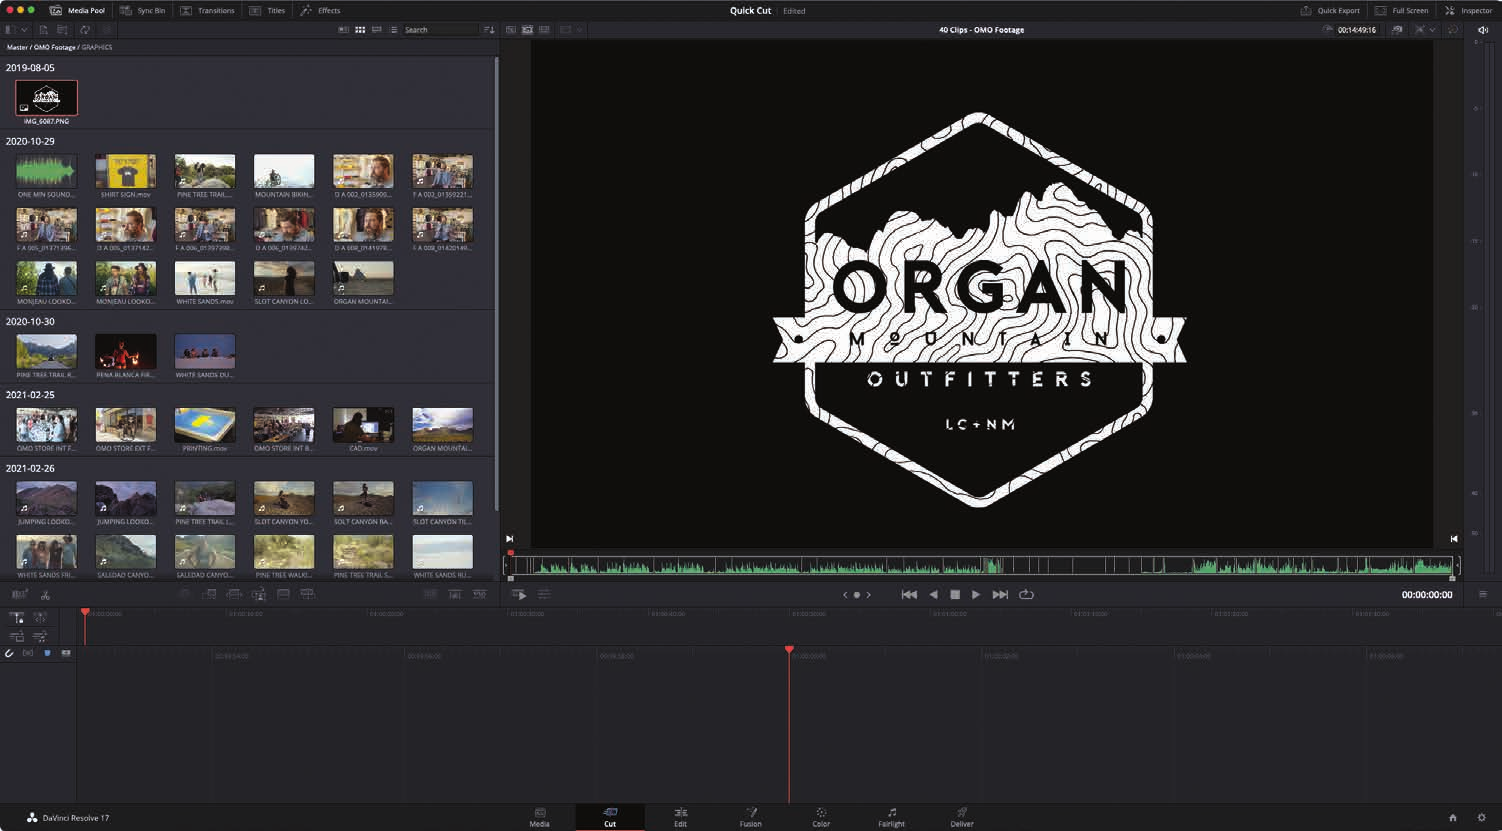 Media Pool Sync Bin Transitions Titles Effects Quick Cut Edited Quick Export Full Screen Inspector
Search 40 Clips - OMO Footage 00:14:49:16
Master / OMO Footage / GRAPHICS
2019-08-05
IMG_6087.PNG
2020-10-29
ONE MIN SOUND... SHIRT SIGN.mov PINE TREE TRAIL... MOUNTAIN BIKIN...
MONJEAU LOOKO... MONJEAU LOOKO... WHITE SANDS.mov SLOT CANYON LO... ORGAN MOUNTAI...
2020-10-30
PINE TREE TRAIL R... PENA BLANCA FIR... WHITE SANDS DU...
2021-02-25
OMO STORE INT F... OMO STORE EXT F... PRINTING.mov OMO STORE INT B... CAD.mov ORGAN MOUNTAI...
2021-02-26
JUMPING LOOKO... JUMPING LOOKO... PINE TREE TRAIL L... SLOT CANYON YO... SOLT CANYON BA... SLOT CANYON TIL...
WHITE SANDS FRI... SALEDAD CANYO... SALEDAD CANYO... PINE TREE WALKI... PINE TREE TRAIL S... WHITE SANDS RU...
ORGAN
MOUNTAIN
OUTFITTERS
LC+NM
00:00:00:00
DaVinci Resolve 17 Media Cut Edit Fusion Color Fairlight Deliver